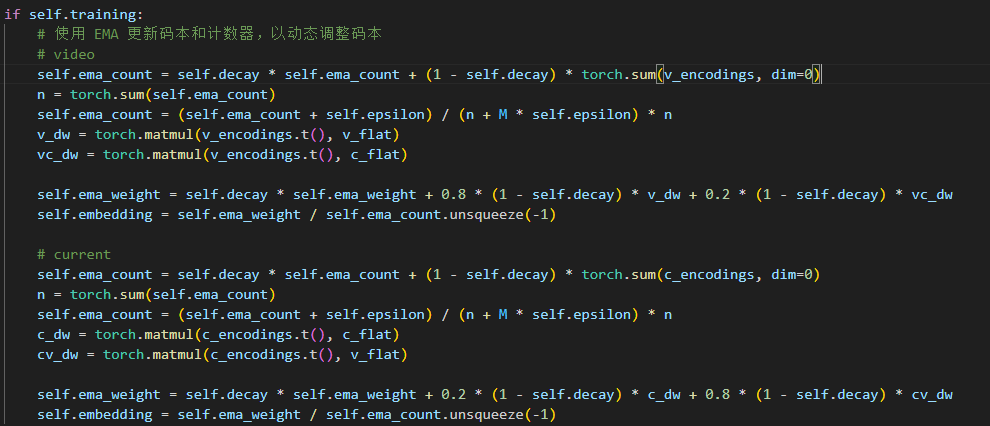 if self.training:
    # 使用 EMA 更新码本和计数器，以动态调整码本
    # video
    self.ema_count = self.decay * self.ema_count + (1 - self.decay) * torch.sum(v_encodings, dim=0)
    n = torch.sum(self.ema_count)
    self.ema_count = (self.ema_count + self.epsilon) / (n + M * self.epsilon) * n
    v_dw = torch.matmul(v_encodings.t(), v_flat)
    vc_dw = torch.matmul(v_encodings.t(), c_flat)

    self.ema_weight = self.decay * self.ema_weight + 0.8 * (1 - self.decay) * v_dw + 0.2 * (1 - self.decay) * vc_dw
    self.embedding = self.ema_weight / self.ema_count.unsqueeze(-1)

    # current
    self.ema_count = self.decay * self.ema_count + (1 - self.decay) * torch.sum(c_encodings, dim=0)
    n = torch.sum(self.ema_count)
    self.ema_count = (self.ema_count + self.epsilon) / (n + M * self.epsilon) * n
    c_dw = torch.matmul(c_encodings.t(), c_flat)
    cv_dw = torch.matmul(c_encodings.t(), v_flat)

    self.ema_weight = self.decay * self.ema_weight + 0.2 * (1 - self.decay) * c_dw + 0.8 * (1 - self.decay) * cv_dw
    self.embedding = self.ema_weight / self.ema_count.unsqueeze(-1)